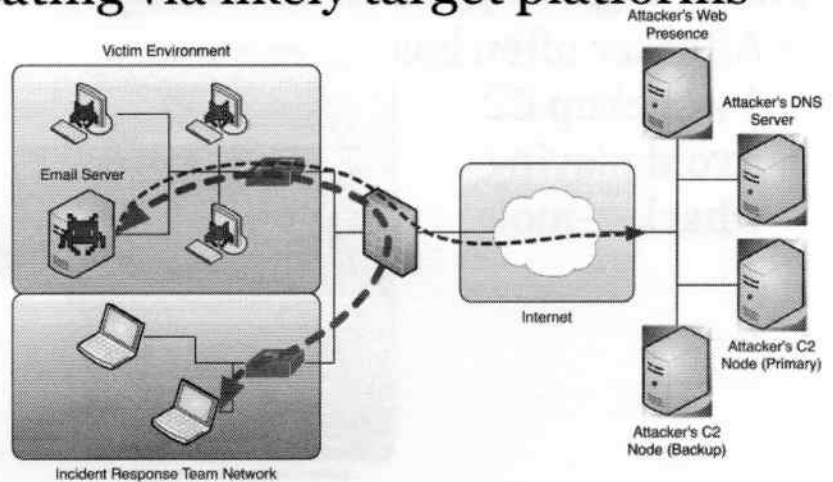 ating via likely target platforms
Attacker's Web
Presence
Victim Environment
Attacker's DNS
Server
Email Server
Internet
Attacker's C2
Node (Primary)
Attacker's C2
Node (Backup)
Incident Response Team Network